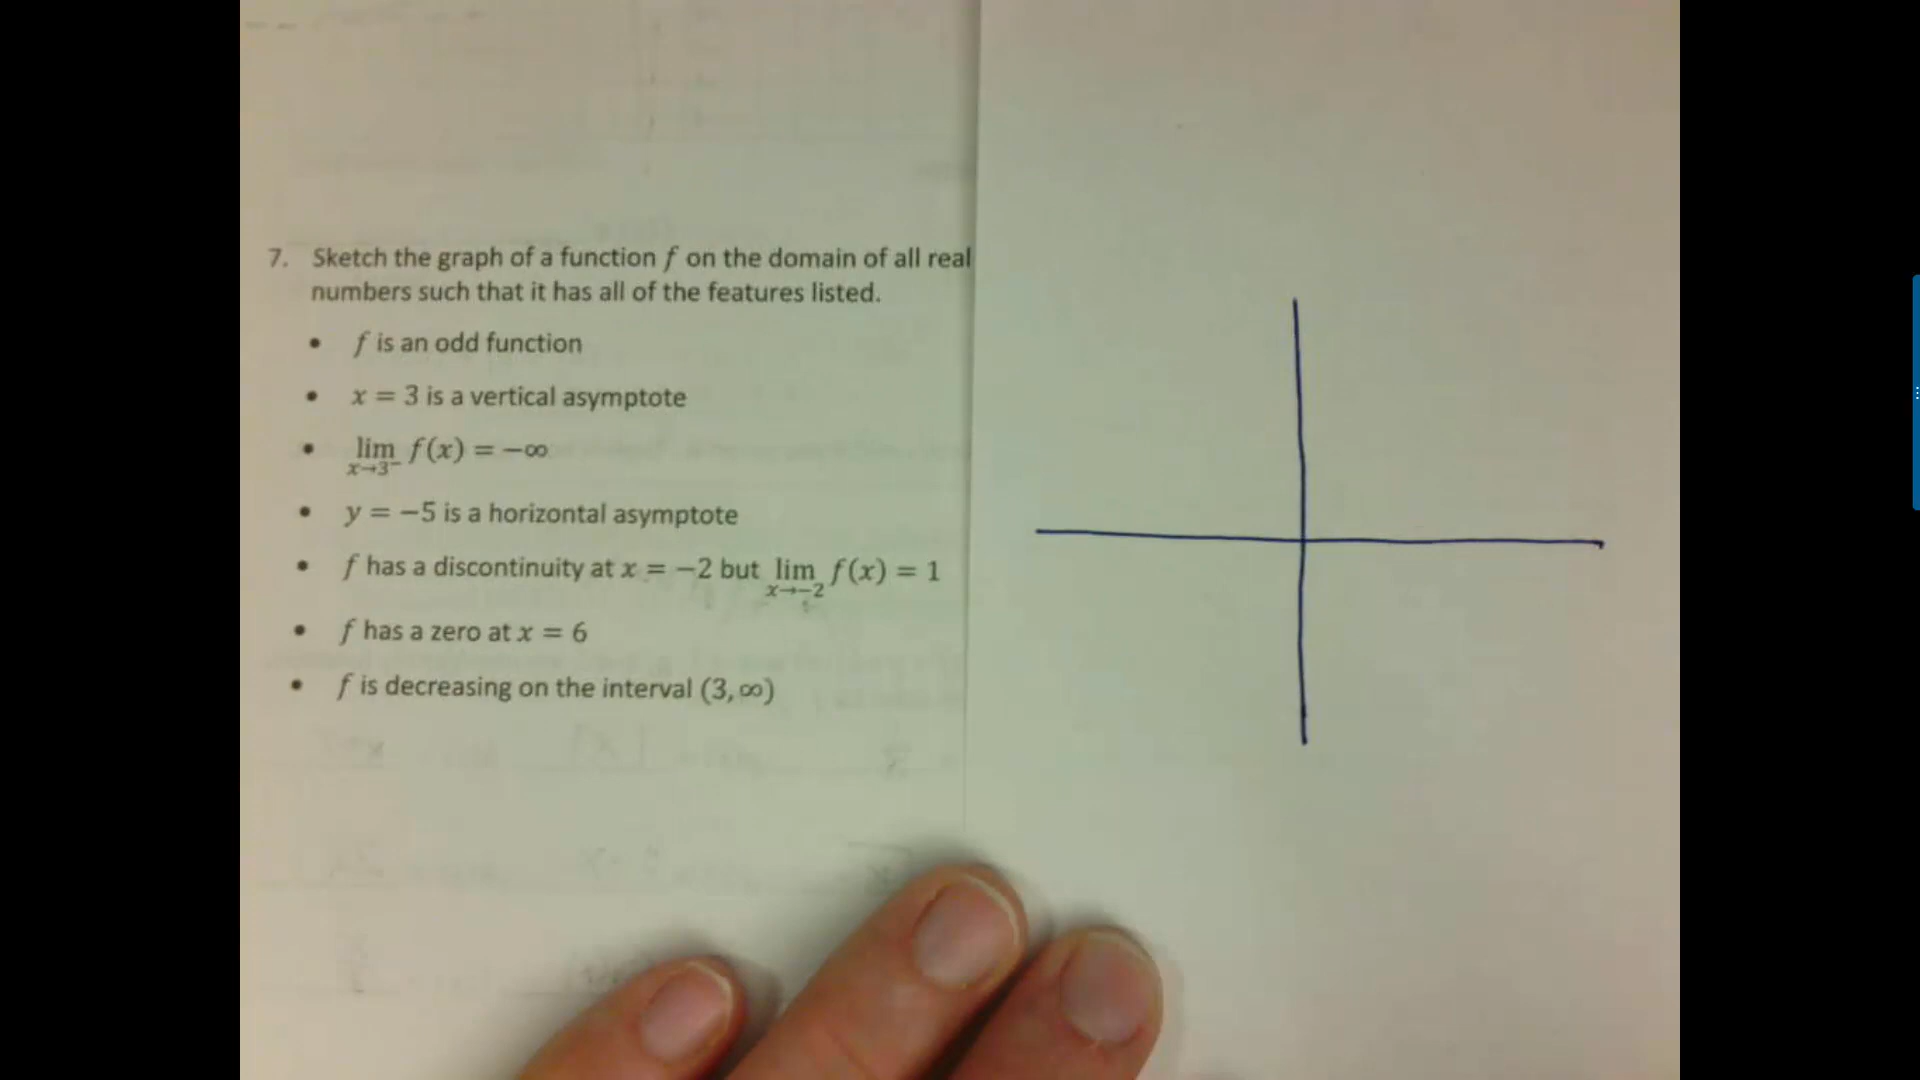 7. Sketch the graph of a function f on the domain of all real
numbers such that it has all of the features listed.
• f is an odd function
• x = 3 is a vertical asymptote
• lim x→3⁻ f(x) = −∞
• y = −5 is a horizontal asymptote
• f has a discontinuity at x = −2 but lim x→−2 f(x) = 1
• f has a zero at x = 6
• f is decreasing on the interval (3, ∞)